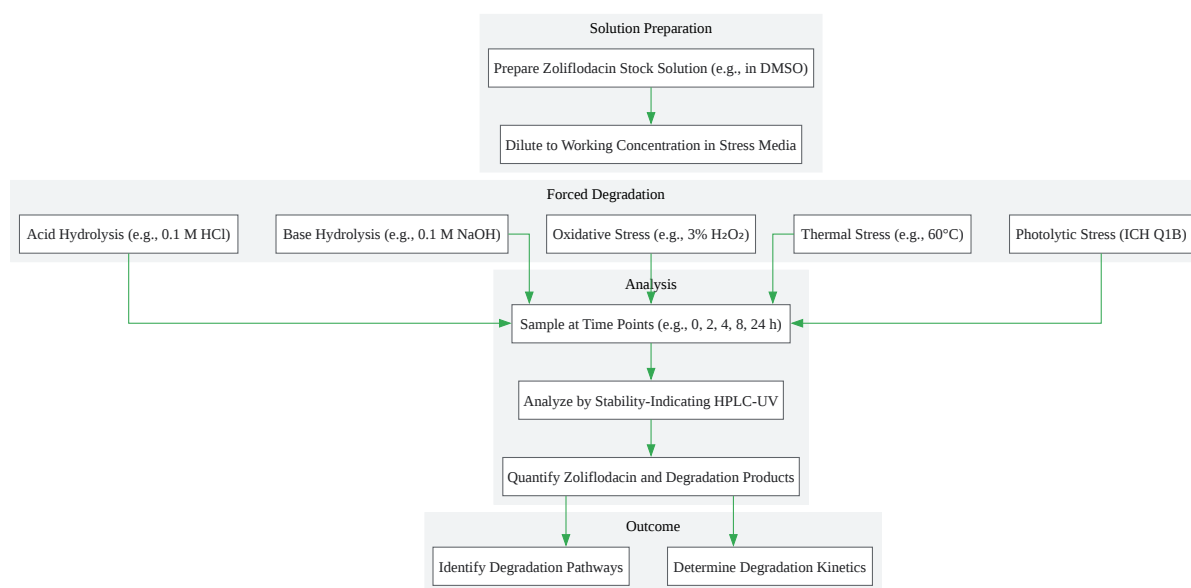 Solution Preparation
Prepare Zoliflodacin Stock Solution (e.g., in DMSO)
Dilute to Working Concentration in Stress Media
Forced Degradation
Acid Hydrolysis (e.g., 0.1 M HCl)
Base Hydrolysis (e.g., 0.1 M NaOH)
Oxidative Stress (e.g., 3% H₂O₂)
Thermal Stress (e.g., 60°C)
Photolytic Stress (ICH Q1B)
Analysis
Sample at Time Points (e.g., 0, 2, 4, 8, 24 h)
Analyze by Stability-Indicating HPLC-UV
Quantify Zoliflodacin and Degradation Products
Outcome
Identify Degradation Pathways
Determine Degradation Kinetics